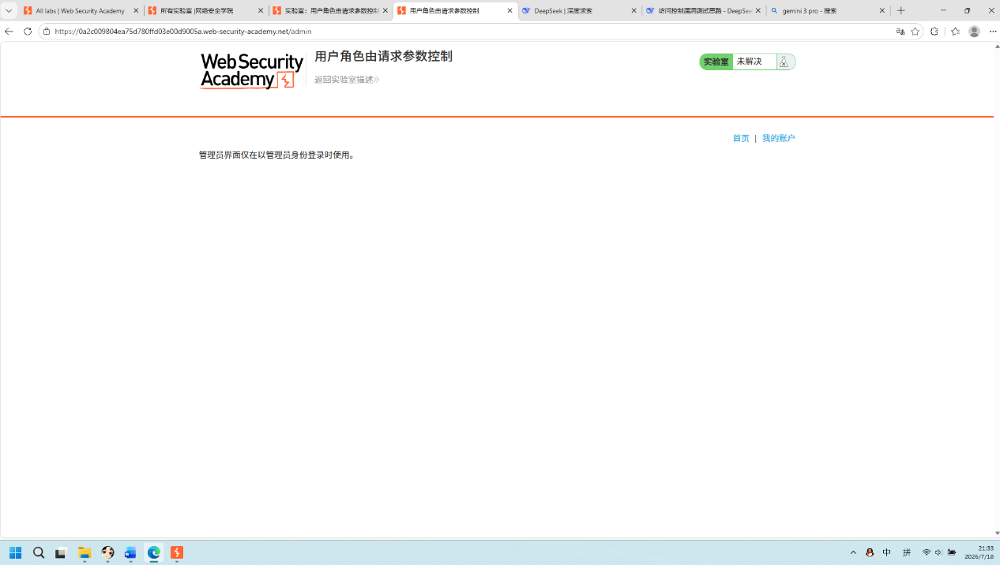 All labs | Web Security Academy
所有实验室 |网络安全学院
实验室：用户角色由请求参数控制
用户角色由请求参数控制
DeepSeek | 深度求索
访问控制漏洞测试思路 - DeepSee
gemini 3 pro - 搜索
https://0a2c009804ea75d780ffd03e00d9005a.web-security-academy.net/admin
Web Security
Academy
用户角色由请求参数控制
返回实验室描述
实验室 未解决
首页 | 我的账户
管理员界面仅在以管理员身份登录时使用。
中 拼
21:33
2026/7/18